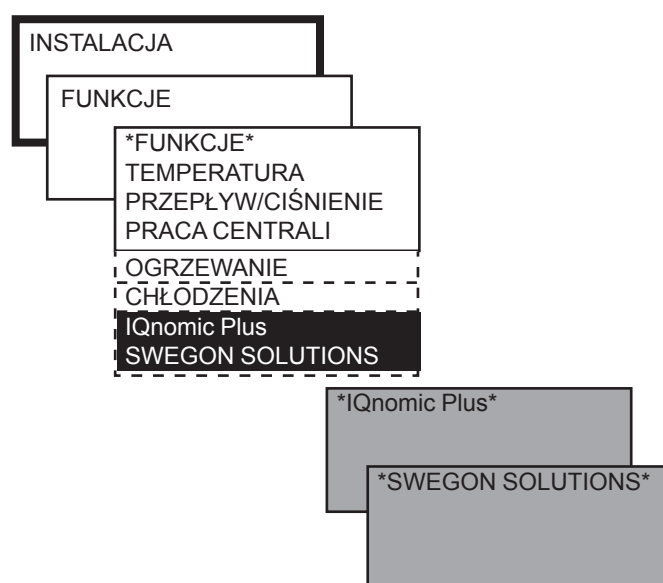 INSTALACJA
FUNKCJE
*FUNKCJE*
TEMPERATURA
PRZEPŁYW/CIŚNIENIE
PRACA CENTRALI
OGRZEWANIE
CHŁODZENIA
IQnomic Plus
SWEGON SOLUTIONS
*IQnomic Plus*
*SWEGON SOLUTIONS*